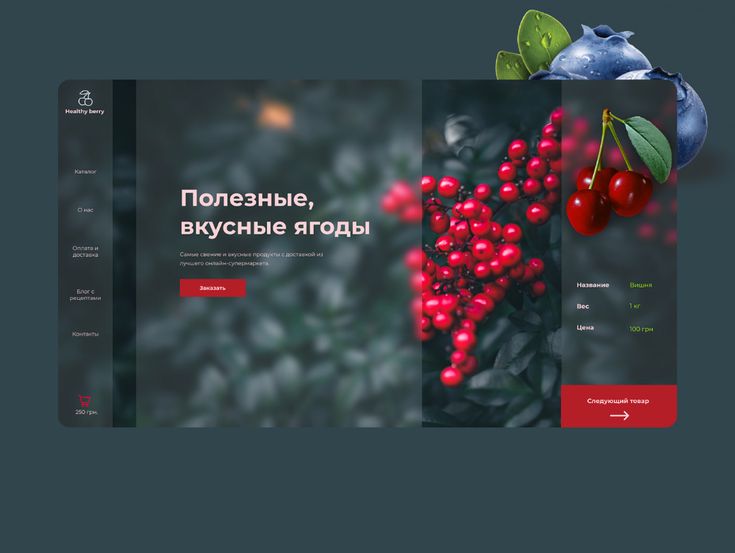 Healthy berry
Каталог
О нас
Оплата и
доставка
Блог с
рецептами
Контакты
250 грн.
Полезные,
вкусные ягоды
Самые свежие и вкусные продукты с доставкой из
лучшего онлайн-супермаркета.
Заказать
Название Вишня
Вес 1 кг
Цена 100 грн
Следующий товар